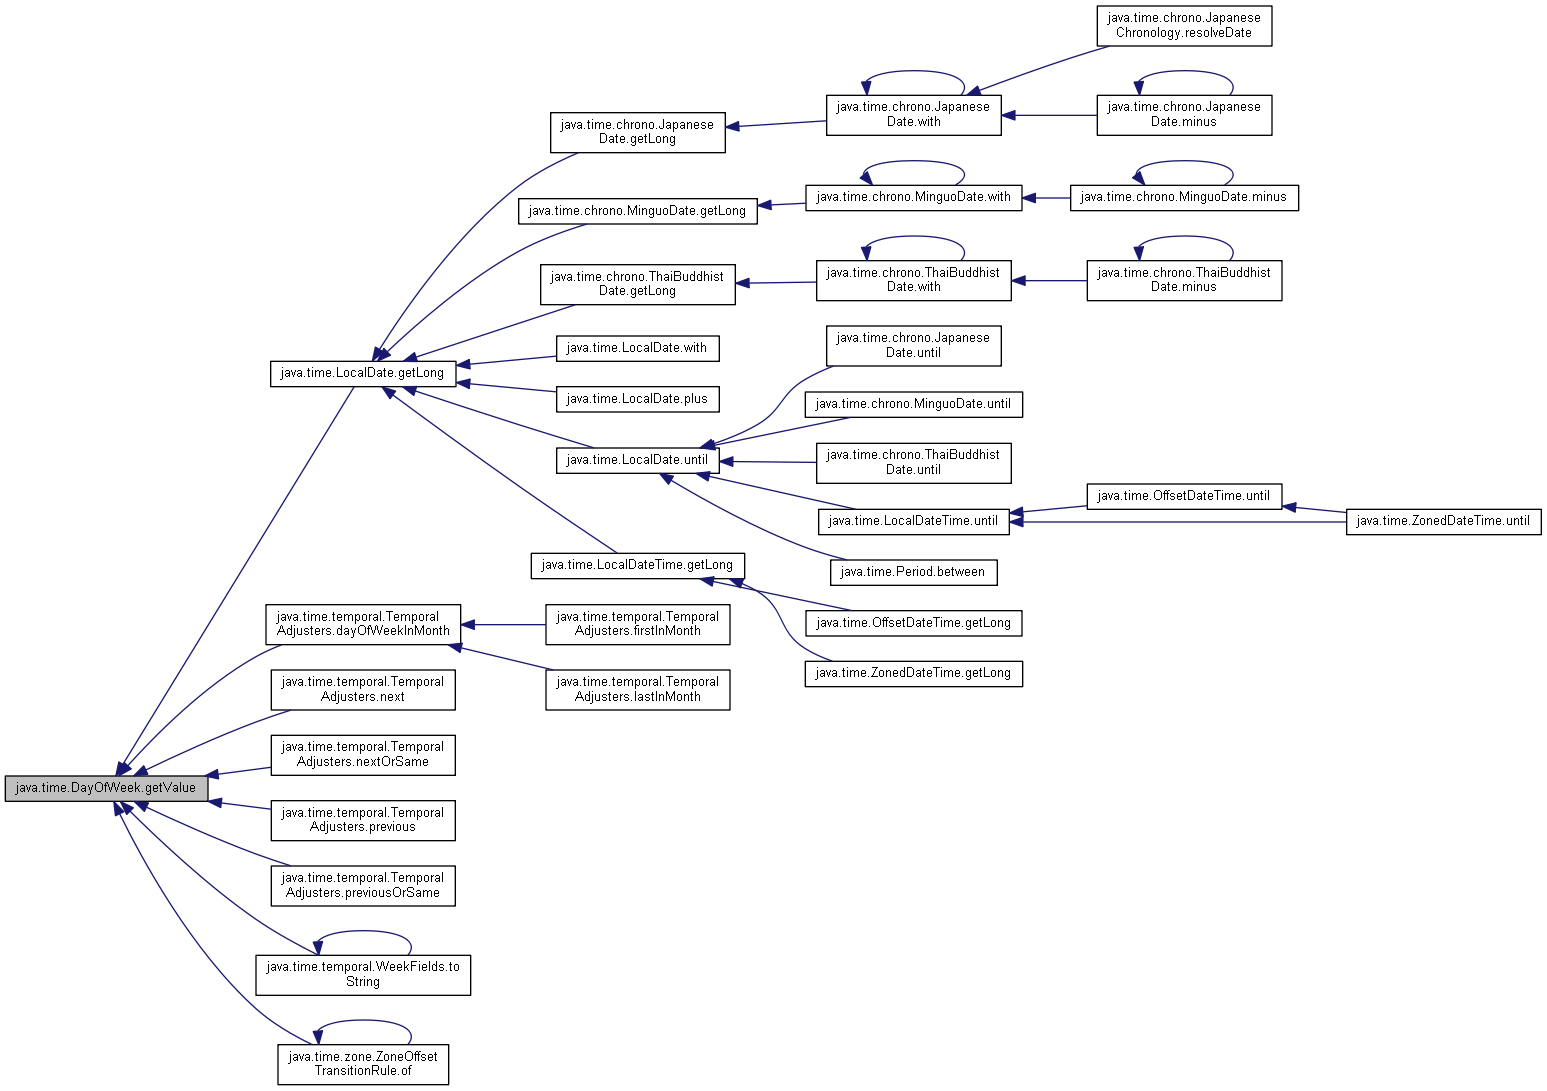 java.time.chrono.Japanese
Chronology.resolveDate
java.time.chrono.Japanese
Date.with
java.time.chrono.Japanese
Date.minus
java.time.chrono.Japanese
Date.getLong
java.time.chrono.MinguoDate.getLong
java.time.chrono.MinguoDate.with
java.time.chrono.MinguoDate.minus
java.time.chrono.ThaiBuddhist
Date.getLong
java.time.chrono.ThaiBuddhist
Date.with
java.time.chrono.ThaiBuddhist
Date.minus
java.time.LocalDate.with
java.time.chrono.Japanese
Date.until
java.time.LocalDate.getLong
java.time.LocalDate.plus
java.time.chrono.MinguoDate.until
java.time.LocalDate.until
java.time.chrono.ThaiBuddhist
Date.until
java.time.OffsetDateTime.until
java.time.LocalDateTime.until
java.time.ZonedDateTime.until
java.time.LocalDateTime.getLong
java.time.Period.between
java.time.temporal.Temporal
Adjusters.dayOfWeekInMonth
java.time.temporal.Temporal
Adjusters.firstInMonth
java.time.OffsetDateTime.getLong
java.time.ZonedDateTime.getLong
java.time.temporal.Temporal
Adjusters.next
java.time.temporal.Temporal
Adjusters.lastInMonth
java.time.temporal.Temporal
Adjusters.nextOrSame
java.time.DayOfWeek.getValue
java.time.temporal.Temporal
Adjusters.previous
java.time.temporal.Temporal
Adjusters.previousOrSame
java.time.temporal.WeekFields.to
String
java.time.zone.ZoneOffset
TransitionRule.of